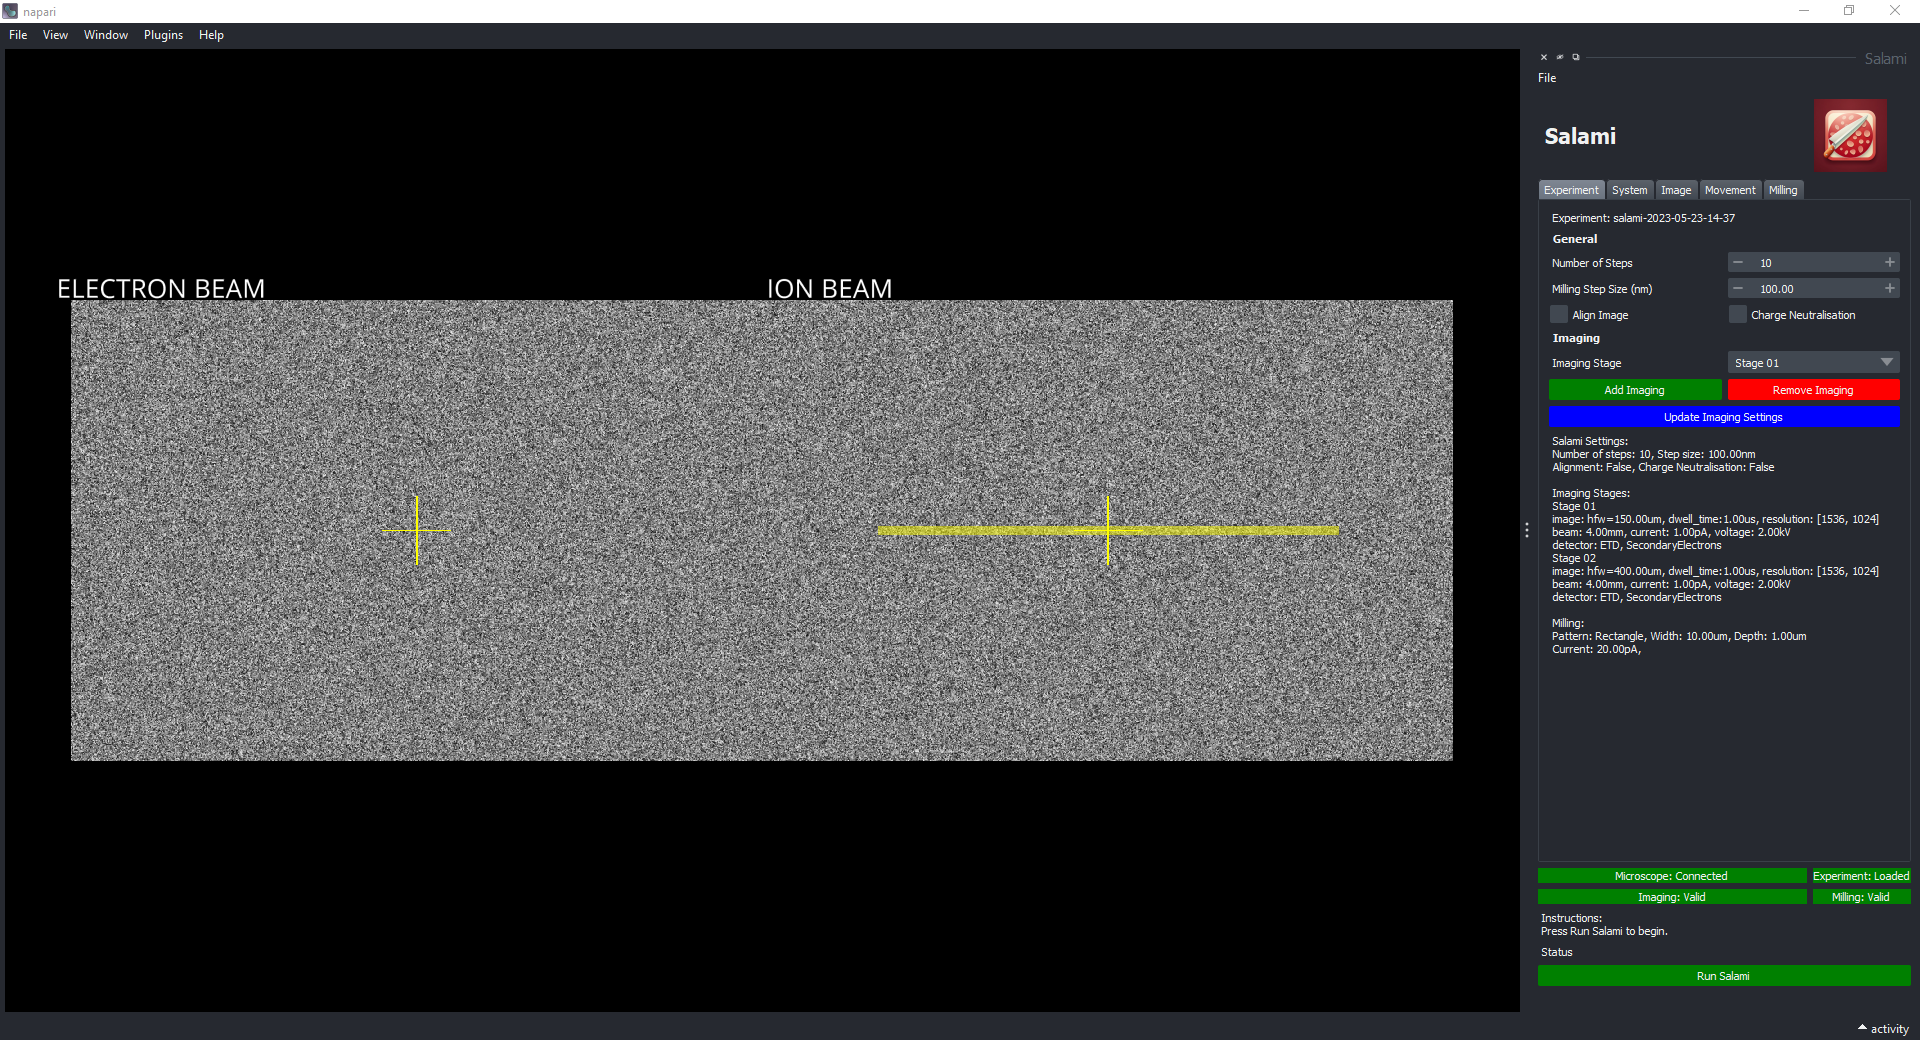 napari
File View Window Plugins Help
Salami
File
Salami
Experiment System Image Movement Milling
Experiment: salami-2023-05-23-14-37
General
Number of Steps 10
Milling Step Size (nm) 100.00
Align Image Charge Neutralisation
Imaging
Imaging Stage Stage 01
Add Imaging Remove Imaging
Update Imaging Settings
Salami Settings:
Number of steps: 10, Step size: 100.00nm
Alignment: False, Charge Neutralisation: False
Imaging Stages:
Stage 01
image: hfw=150.00um, dwell_time:1.00us, resolution: [1536, 1024]
beam: 4.00mm, current: 1.00pA, voltage: 2.00kV
detector: ETD, SecondaryElectrons
Stage 02
image: hfw=400.00um, dwell_time:1.00us, resolution: [1536, 1024]
beam: 4.00mm, current: 1.00pA, voltage: 2.00kV
detector: ETD, SecondaryElectrons
Milling:
Pattern: Rectangle, Width: 10.00um, Depth: 1.00um
Current: 20.00pA,
ELECTRON BEAM
ION BEAM
Microscope: Connected Experiment: Loaded
Imaging: Valid Milling: Valid
Instructions:
Press Run Salami to begin.
Status
Run Salami
activity